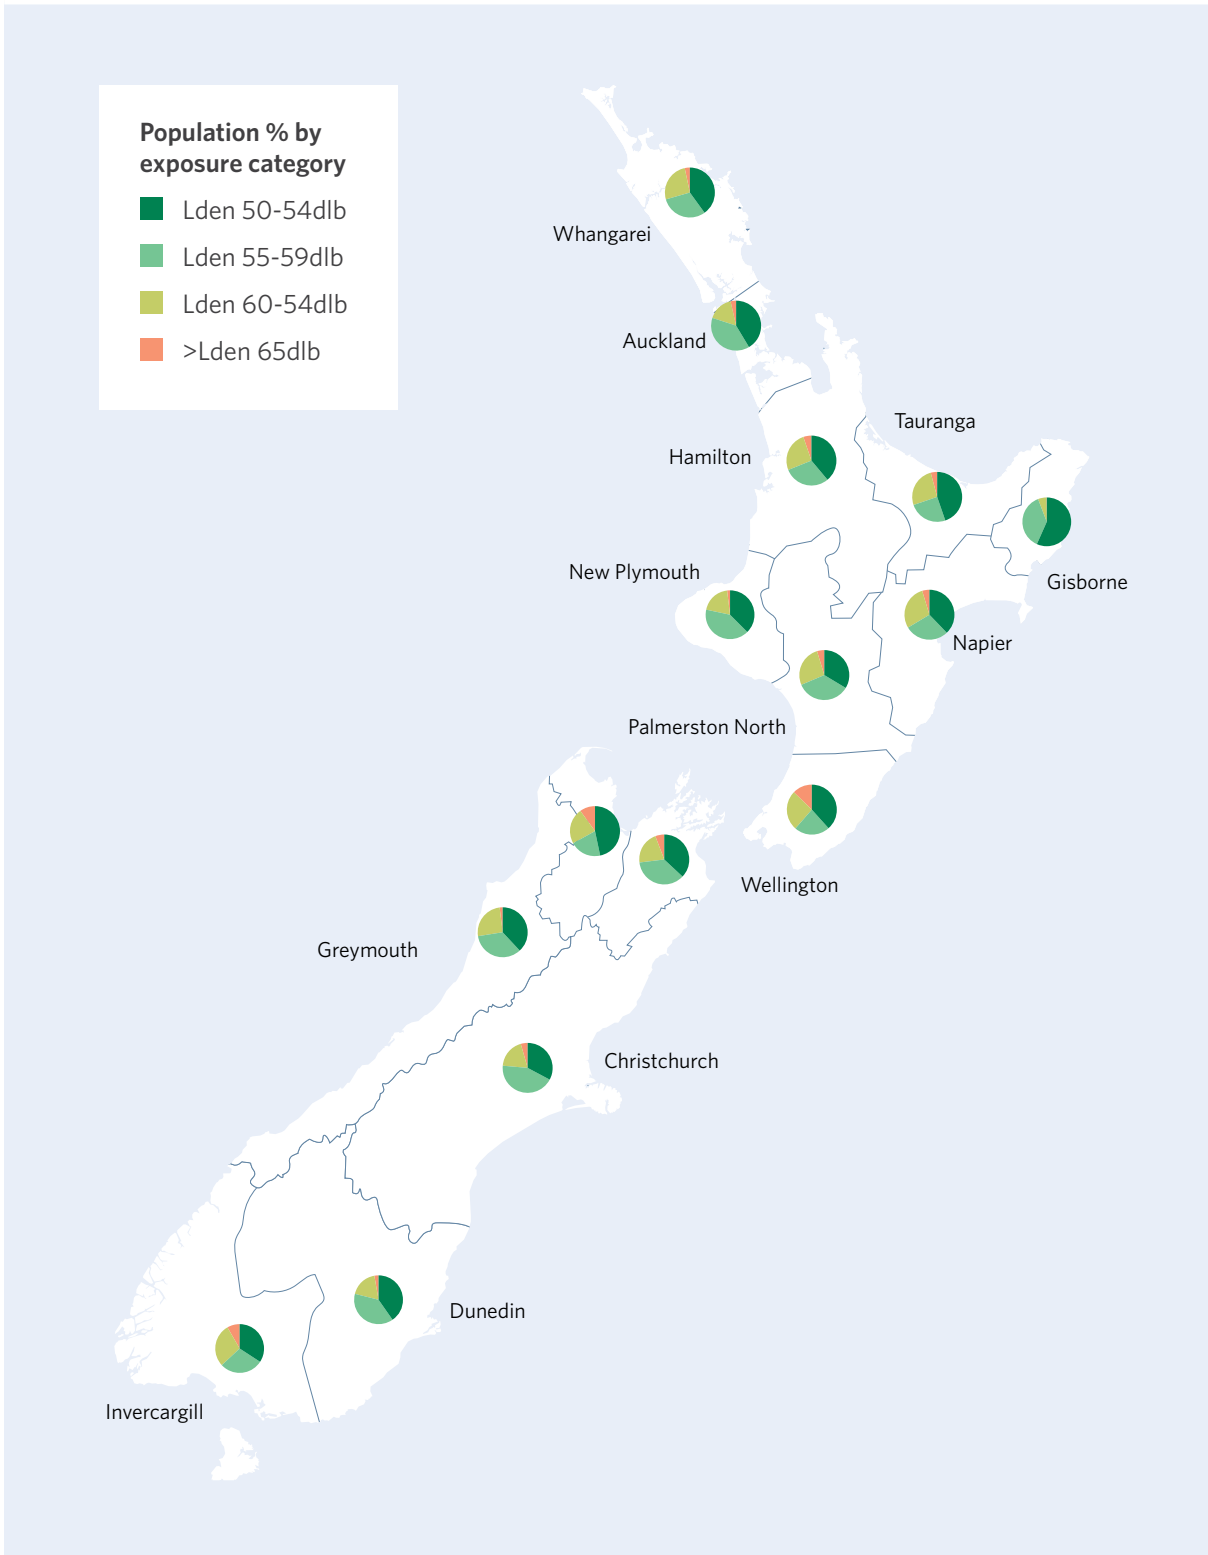 Population % by
exposure category
Lden 50-54dlb
Lden 55-59dlb
Lden 60-54dlb
>Lden 65dlb
Whangarei
Auckland
Tauranga
Hamilton
New Plymouth
Gisborne
Napier
Palmerston North
Wellington
Greymouth
Christchurch
Dunedin
Invercargill